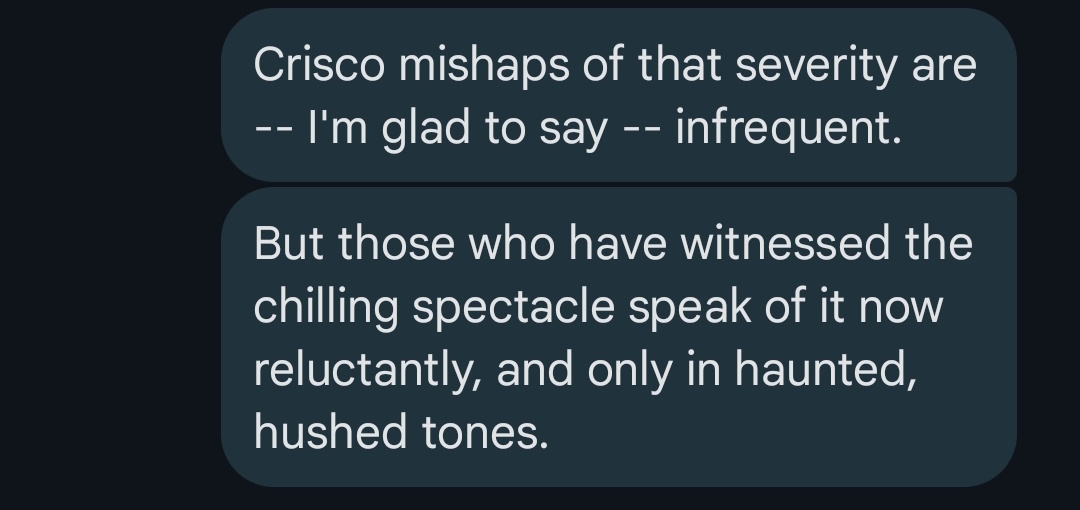 Crisco mishaps of that severity are
-- I'm glad to say -- infrequent.
But those who have witnessed the
chilling spectacle speak of it now
reluctantly, and only in haunted,
hushed tones.